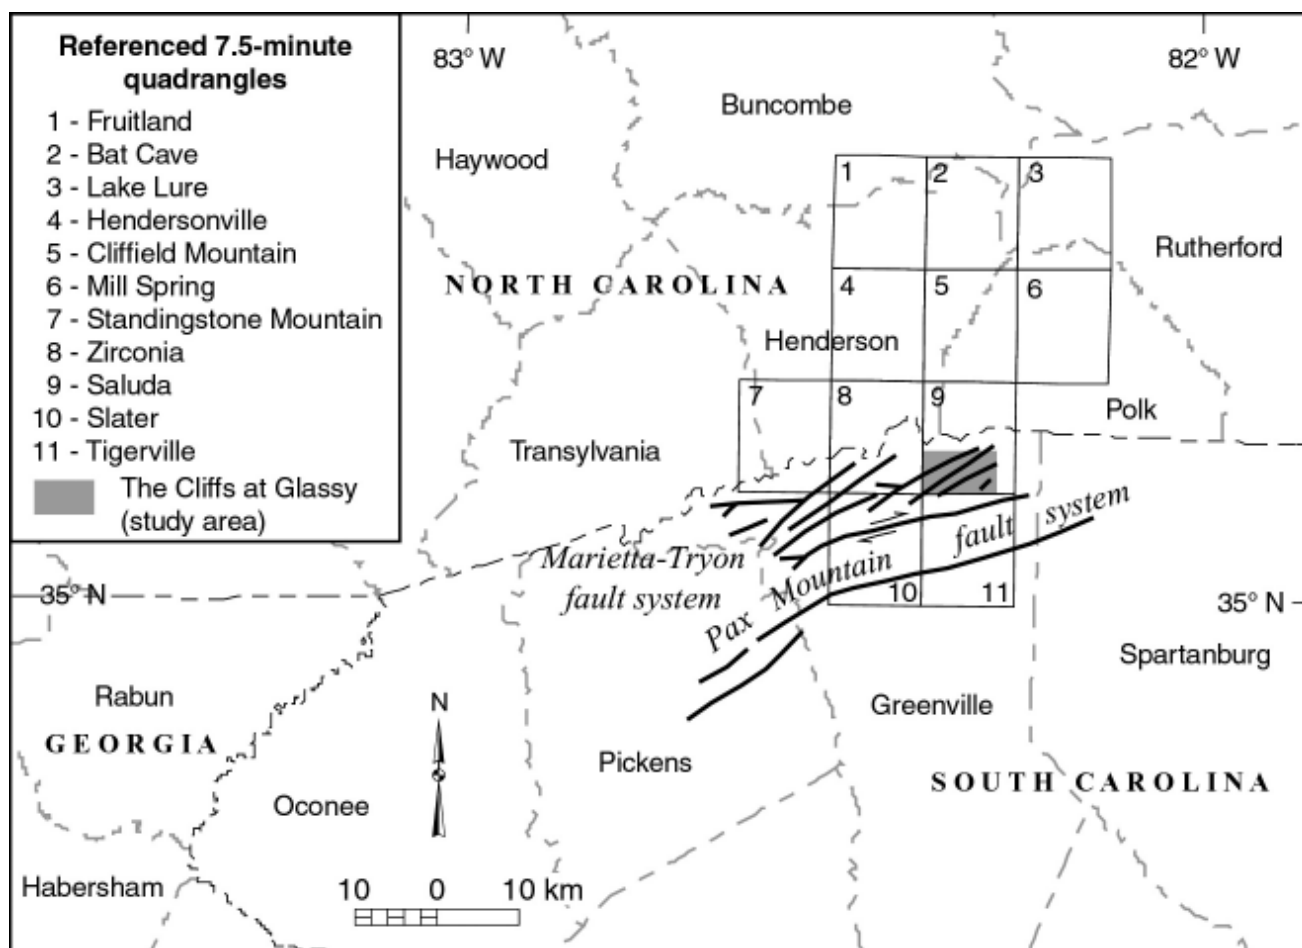 Referenced 7.5-minute
quadrangles
1 - Fruitland
2 - Bat Cave
3 - Lake Lure
4 - Hendersonville
5 - Cliffield Mountain
6 - Mill Spring
7 - Standingstone Mountain
8 - Zirconia
9 - Saluda
10 - Slater
11 - Tigerville
The Cliffs at Glassy
(study area)
83° W
82° W
Buncombe
Haywood
1
2
3
Rutherford
NORTH CAROLINA
4
5
6
Henderson
7
8
9
Polk
Transylvania
Marietta-Tryon
fault system
Pax Mountain fault system
35° N
10
11
35° N
Spartanburg
Rabun
GEORGIA
N
Greenville
Pickens
SOUTH CAROLINA
Oconee
Habersham
10 0 10 km